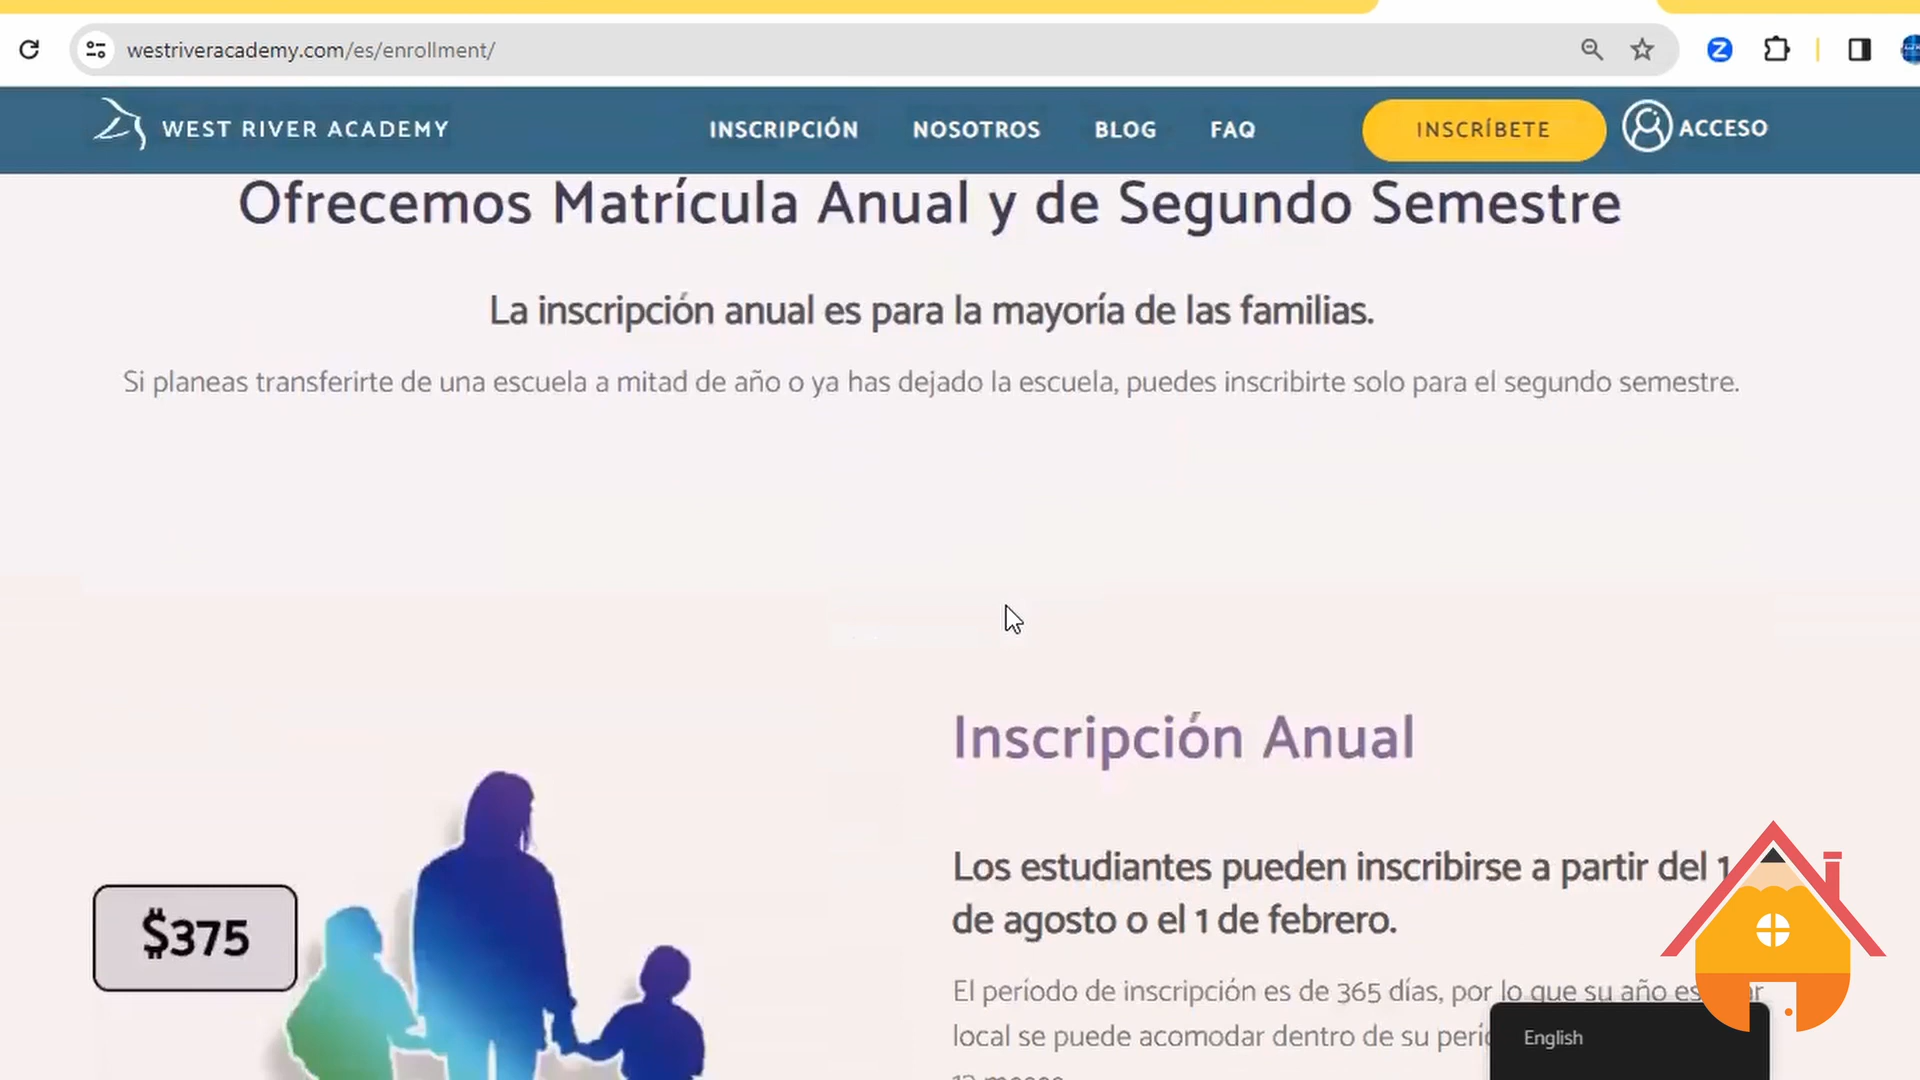 westriveracademy.com/es/enrollment/
WEST RIVER ACADEMY
INSCRIPCIÓN
NOSOTROS
BLOG
FAQ
INSCRÍBETE
ACCESO
Ofrecemos Matrícula Anual y de Segundo Semestre
La inscripción anual es para la mayoría de las familias.
Si planeas transferirte de una escuela a mitad de año o ya has dejado la escuela, puedes inscribirte solo para el segundo semestre.
$375
Inscripción Anual
Los estudiantes pueden inscribirse a partir del 1
de agosto o el 1 de febrero.
El período de inscripción es de 365 días, por lo que su año
local se puede acomodar dentro de su
English